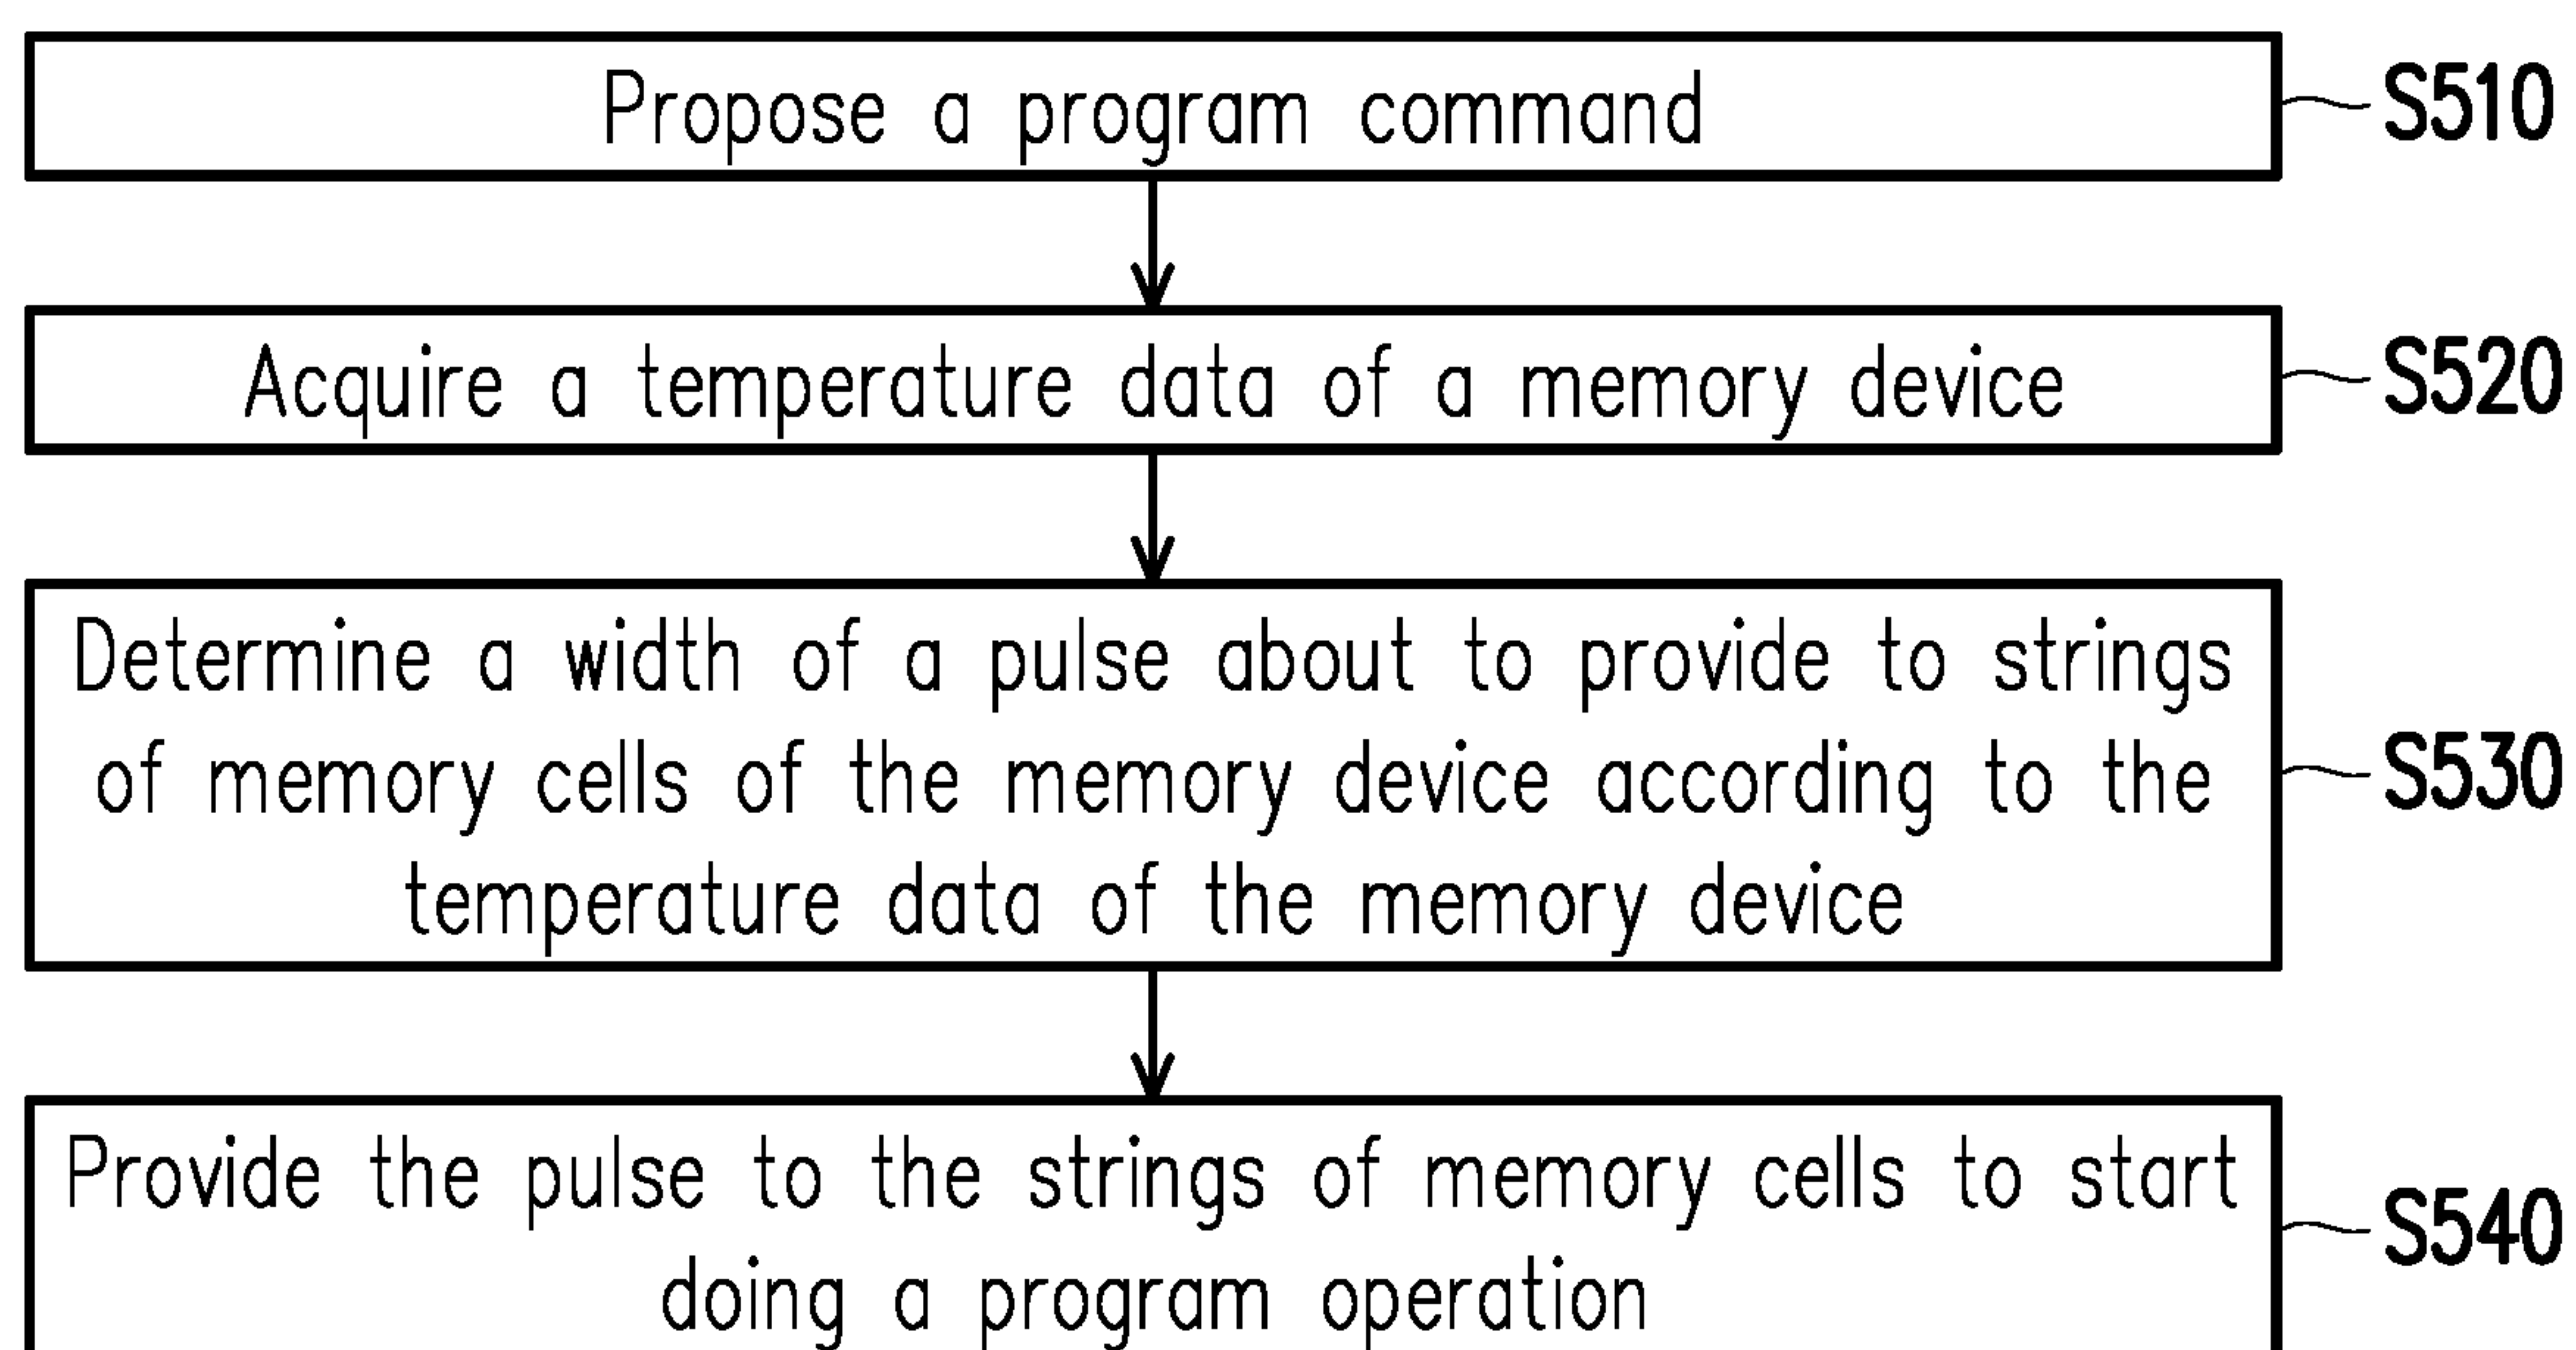 Propose a program command
S510
Acquire a temperature data of a memory device
S520
Determine a width of a pulse about to provide to strings
of memory cells of the memory device according to the
temperature data of the memory device
S530
Provide the pulse to the strings of memory cells to start
doing a program operation
S540